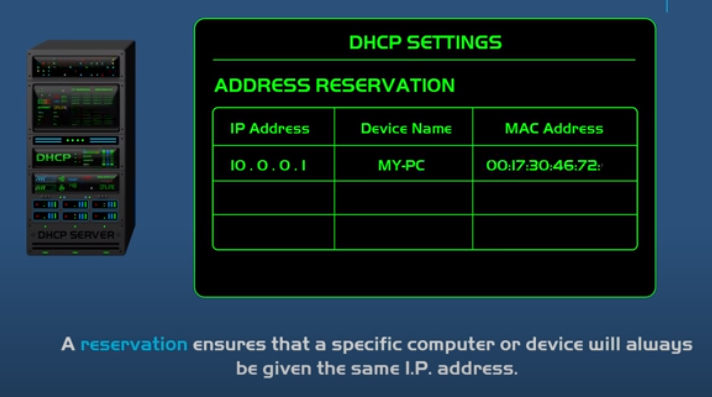 DHCP SETTINGS
ADDRESS RESERVATION
IP Address Device Name MAC Address
10.0.0.1 MY-PC 00:17:30:46:72:
DHCP
DHCP SERVER
A reservation ensures that a specific computer or device will always
be given the same I.P. address.